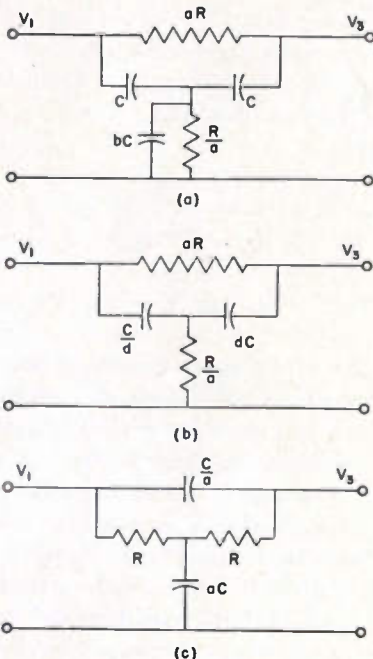 V₁ aR V₃
C C
bC R/a
(a)
V₁ aR V₃
C/d dC
R/a
(b)
V₁ C/a V₃
R R
aC
(c)